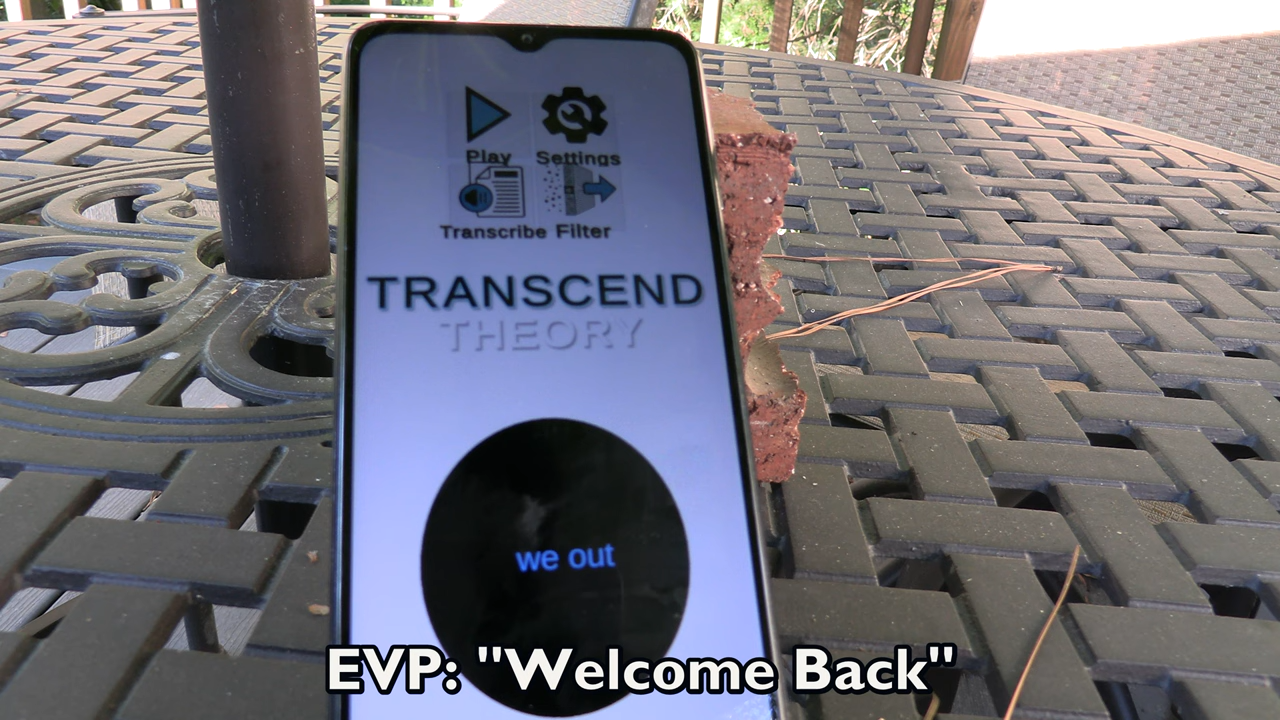 Play Settings
Transcribe Filter
TRANSCEND
THEORY
we out
EVP: "Welcome Back"